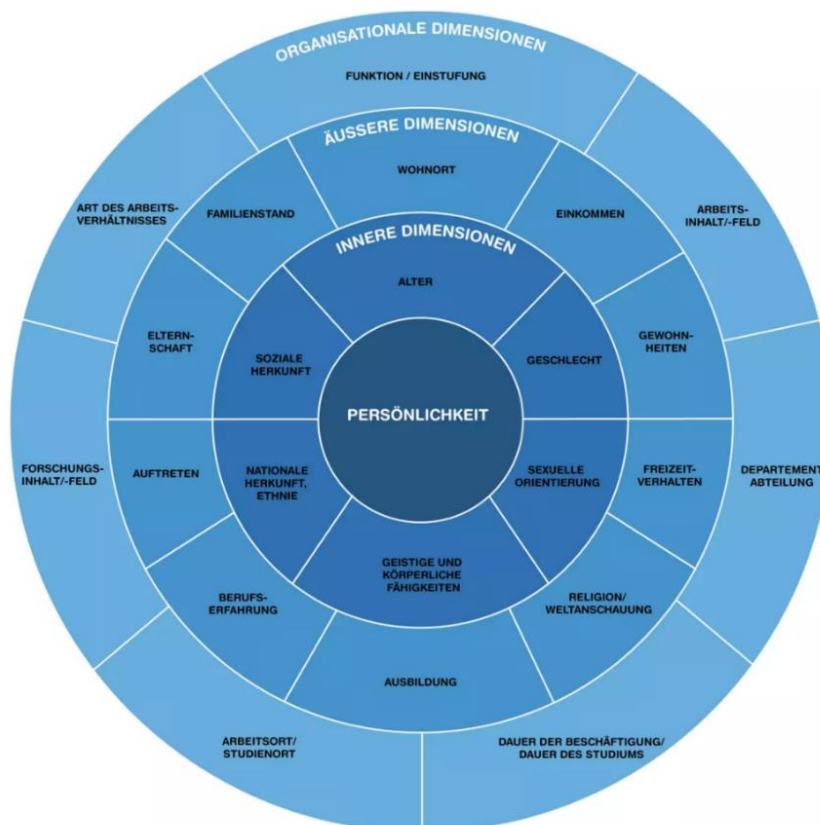 ORGANISATIONALE DIMENSIONEN
FUNKTION / EINSTUFUNG
ÄUSSERE DIMENSIONEN
WOHNORT
ART DES ARBEITS-
VERHÄLTNISSES
FAMILIENSTAND
EINKOMMEN
ARBEITS-
INHALT/-FELD
INNERE DIMENSIONEN
ALTER
ELTERN-
SCHAFT
SOZIALE
HERKUNFT
GESCHLECHT
GEWOHN-
HEITEN
PERSÖNLICHKEIT
FORSCHUNGS-
INHALT/-FELD
AUFTRETEN
NATIONALE
HERKUNFT,
ETHNIE
SEXUELLE
ORIENTIERUNG
FREIZEIT-
VERHALTEN
DEPARTEMENT
ABTEILUNG
GEISTIGE UND
KÖRPERLICHE
FÄHIGKEITEN
BERUFS-
ERFAHRUNG
RELIGION/
WELTANSCHAUUNG
AUSBILDUNG
ARBEITSORT/
STUDIENORT
DAUER DER BESCHÄFTIGUNG/
DAUER DES STUDIUMS